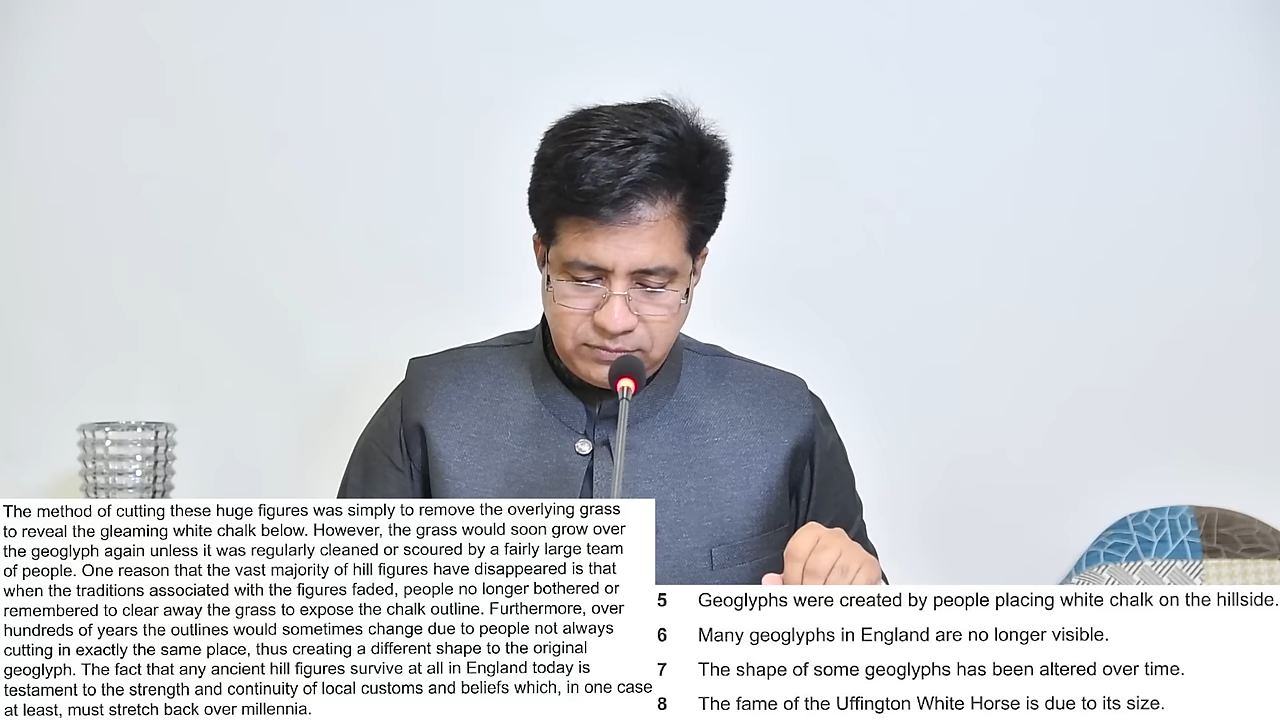 The method of cutting these huge figures was simply to remove the overlying grass
to reveal the gleaming white chalk below. However, the grass would soon grow over
the geoglyph again unless it was regularly cleaned or scoured by a fairly large team
of people. One reason that the vast majority of hill figures have disappeared is that
when the traditions associated with the figures faded, people no longer bothered or
remembered to clear away the grass to expose the chalk outline. Furthermore, over
hundreds of years the outlines would sometimes change due to people not always
cutting in exactly the same place, thus creating a different shape to the original
geoglyph. The fact that any ancient hill figures survive at all in England today is
testament to the strength and continuity of local customs and beliefs which, in one case
at least, must stretch back over millennia.
5 Geoglyphs were created by people placing white chalk on the hillside.
6 Many geoglyphs in England are no longer visible.
7 The shape of some geoglyphs has been altered over time.
8 The fame of the Uffington White Horse is due to its size.